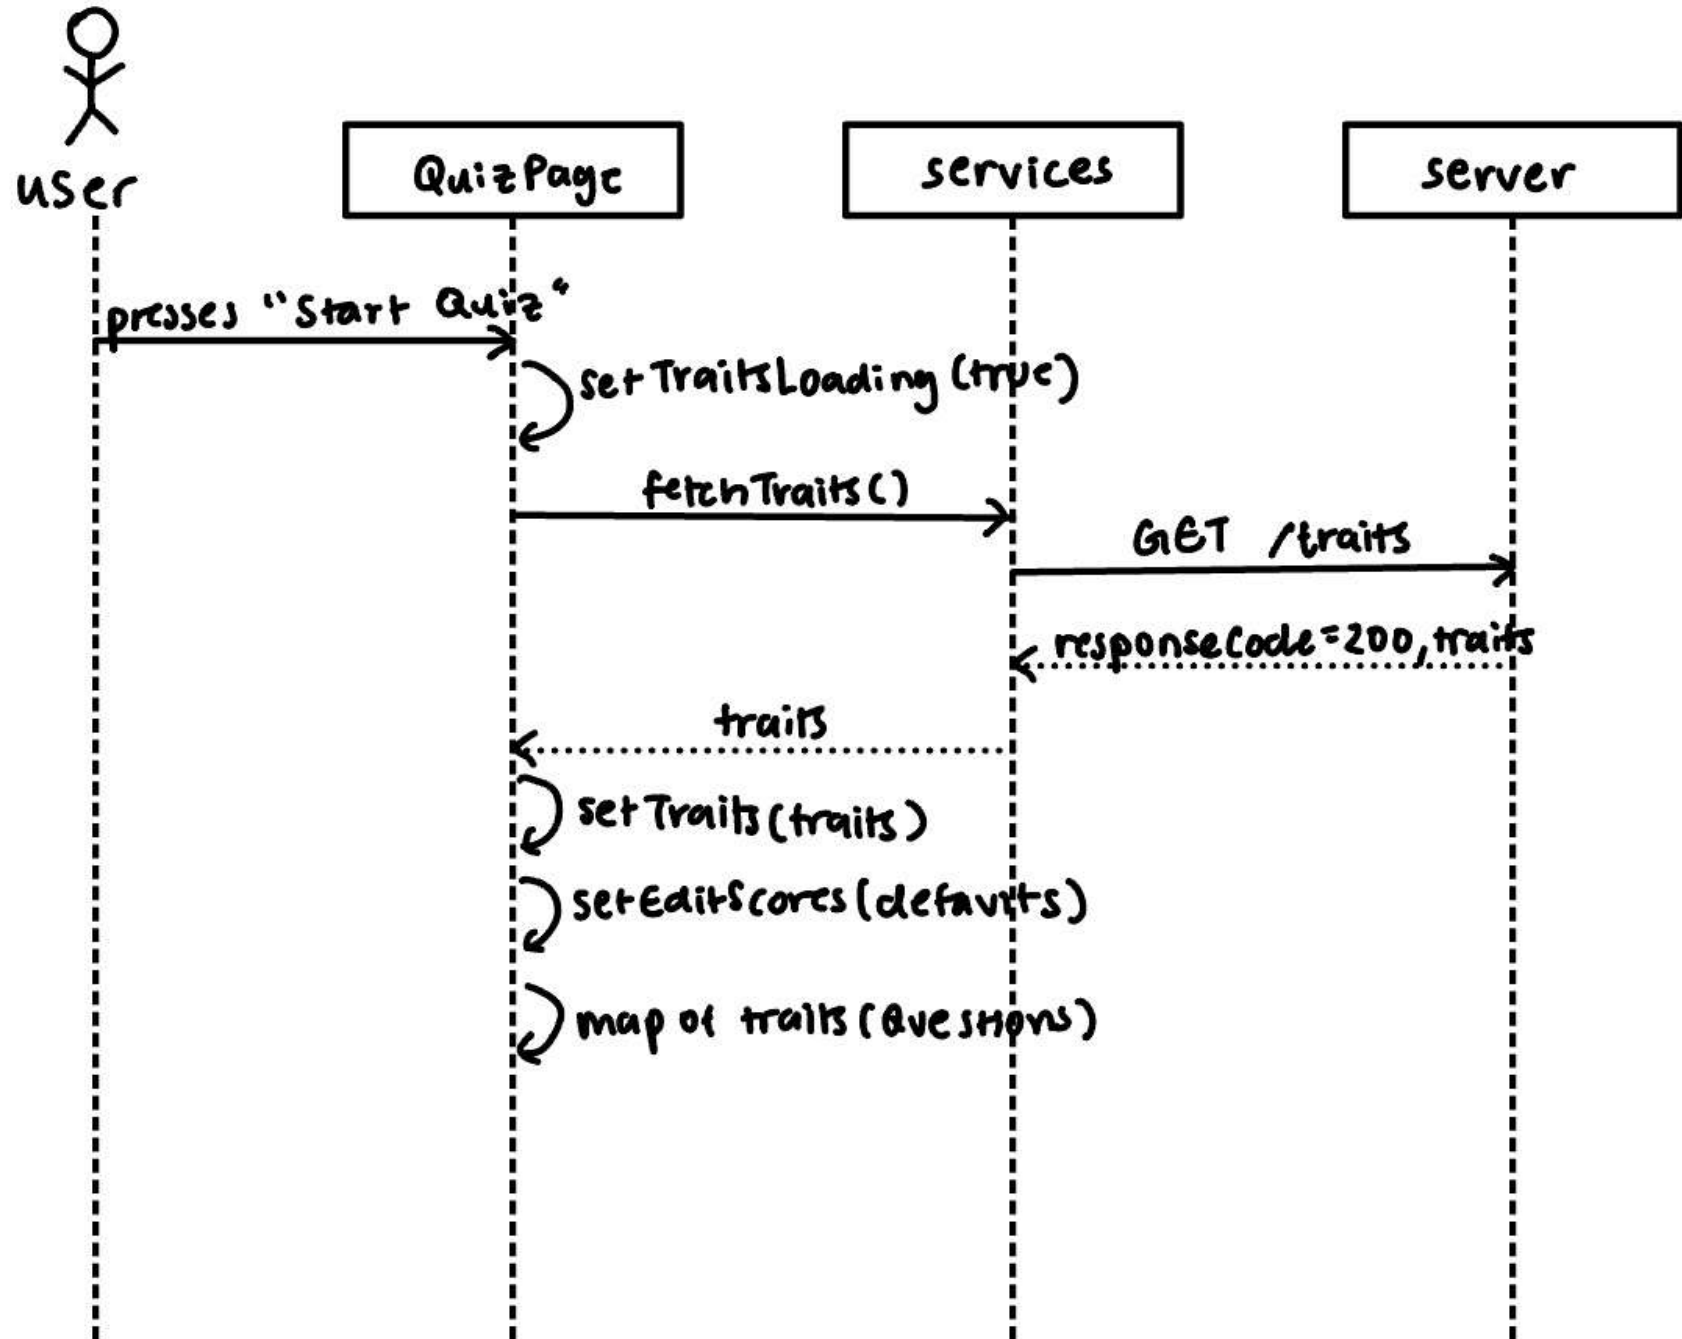 user
QuizPage
services
server
presses "Start Quiz"
setTraitsLoading (true)
fetchTraits()
GET /traits
responseCode=200, traits
traits
setTraits(traits)
setEditScores(defaults)
map of traits (Questions)